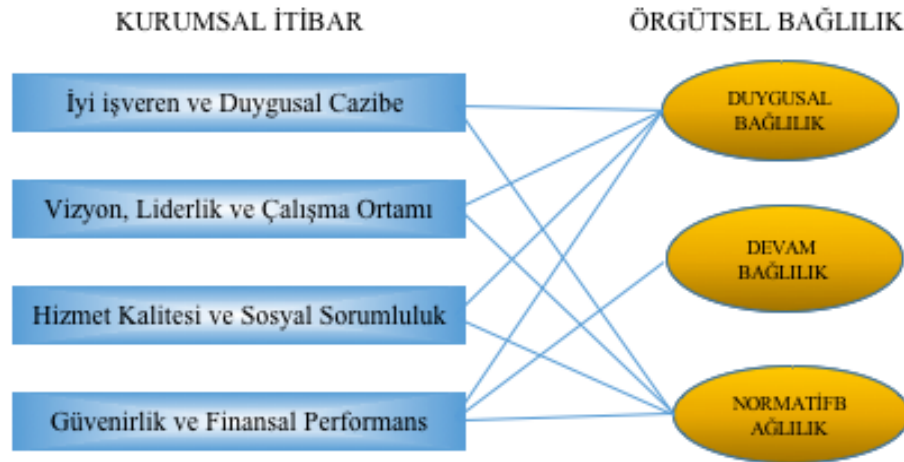 KURUMSAL İTİBAR
ÖRGÜTSEL BAĞLILIK
İyi işveren ve Duygusal Cazibe
DUYGUSAL
BAĞLILIK
Vizyon, Liderlik ve Çalışma Ortamı
DEVAM
BAĞLILIK
Hizmet Kalitesi ve Sosyal Sorumluluk
Güvenirlik ve Finansal Performans
NORMATİFB
AĞLILIK